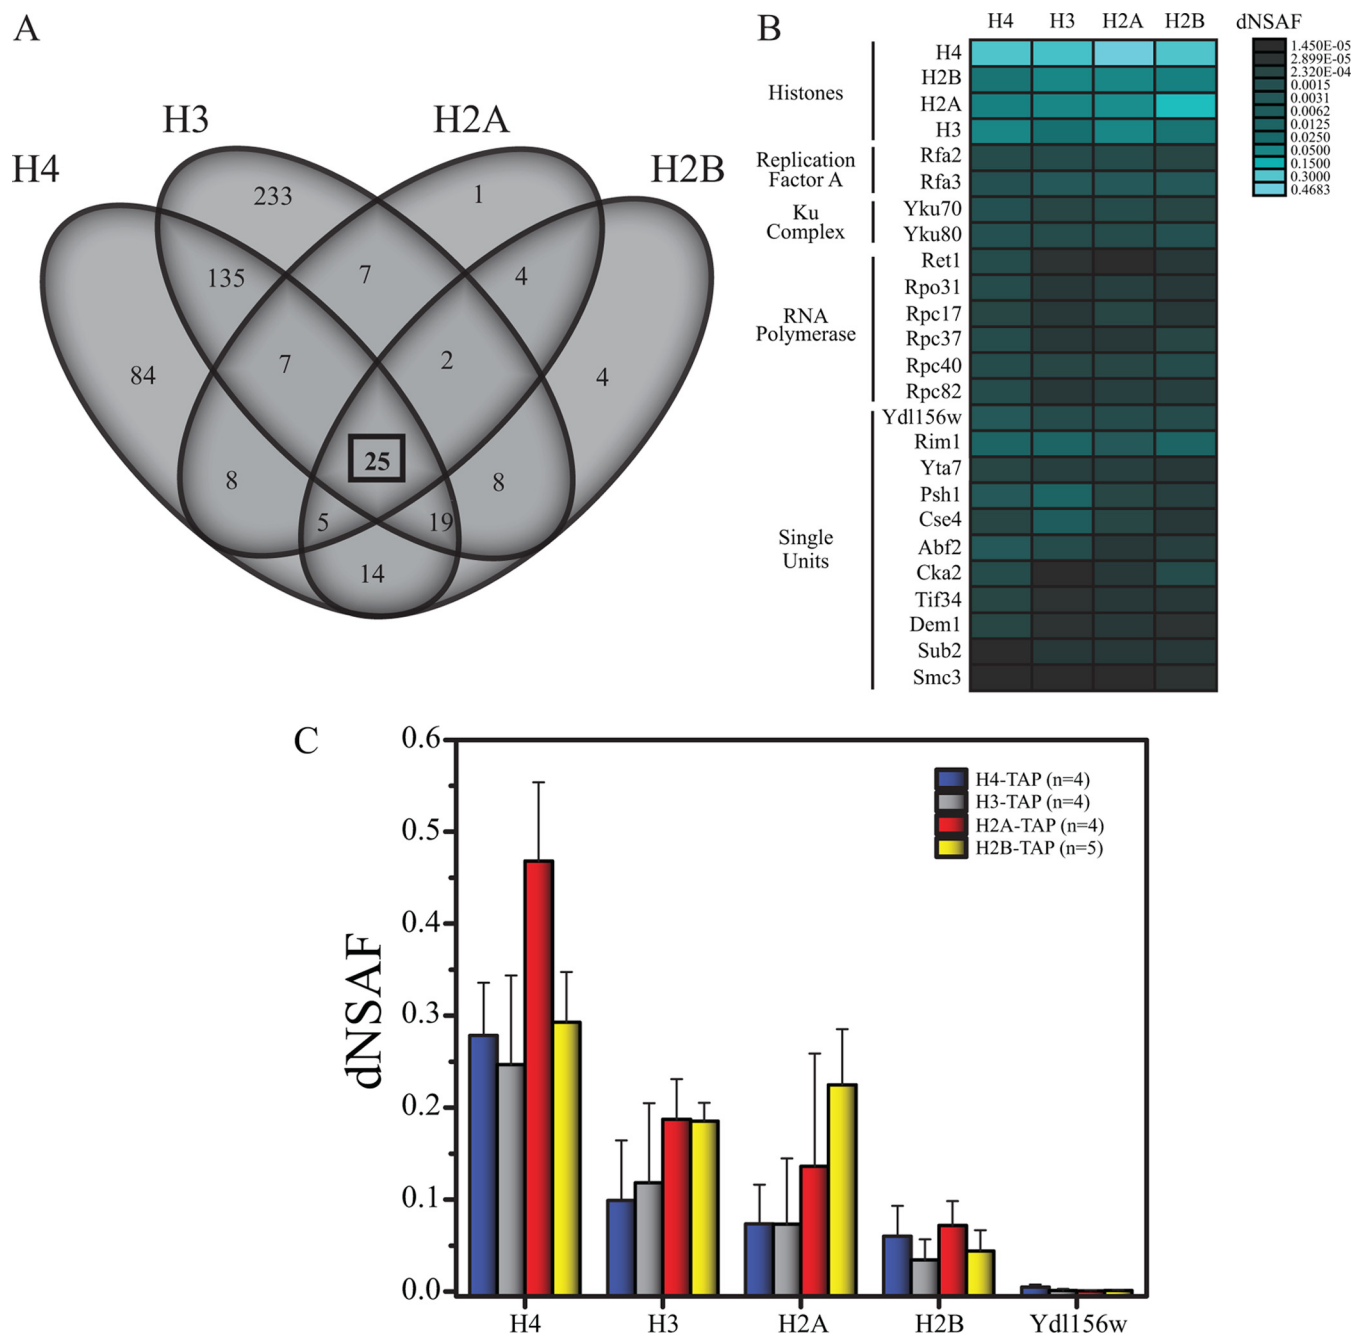 A
H4
H3
H2A
H2B
233
1
135
7
4
84
7
2
4
25
8
8
5
19
14
B
H4 H3 H2A H2B dNSAF
1.450E-05
2.899E-05
2.320E-04
0.0015
0.0031
0.0062
0.0125
0.0250
0.0500
0.1500
0.3000
0.4683
Histones
H4
H2B
H2A
H3
Replication
Factor A
Rfa2
Rfa3
Ku
Complex
Yku70
Yku80
RNA
Polymerase
Ret1
Rpo31
Rpc17
Rpc37
Rpc40
Rpc82
Single
Units
Ydl156w
Rim1
Yta7
Psh1
Cse4
Abf2
Cka2
Tif34
Dem1
Sub2
Smc3
C
dNSAF
0.6
0.5
0.4
0.3
0.2
0.1
0.0
H4-TAP (n=4)
H3-TAP (n=4)
H2A-TAP (n=4)
H2B-TAP (n=5)
H4 H3 H2A H2B Ydl156w